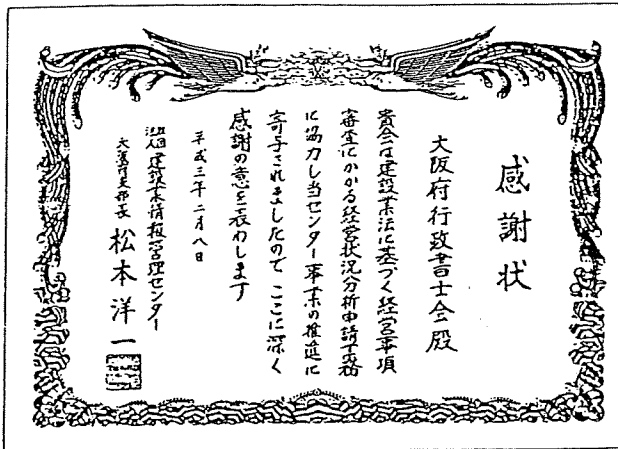 感謝状
大阪府行政書士会殿
貴会は建設業法に基づく経営事項
審査にかかる経営状況分析申請事務
に協力し当センター事業の推進に
寄与されましたので ここに深く
感謝の意を表わします
平成三年二月八日
財団法人 建設業情報管理センター
大阪府支部長 松本洋一